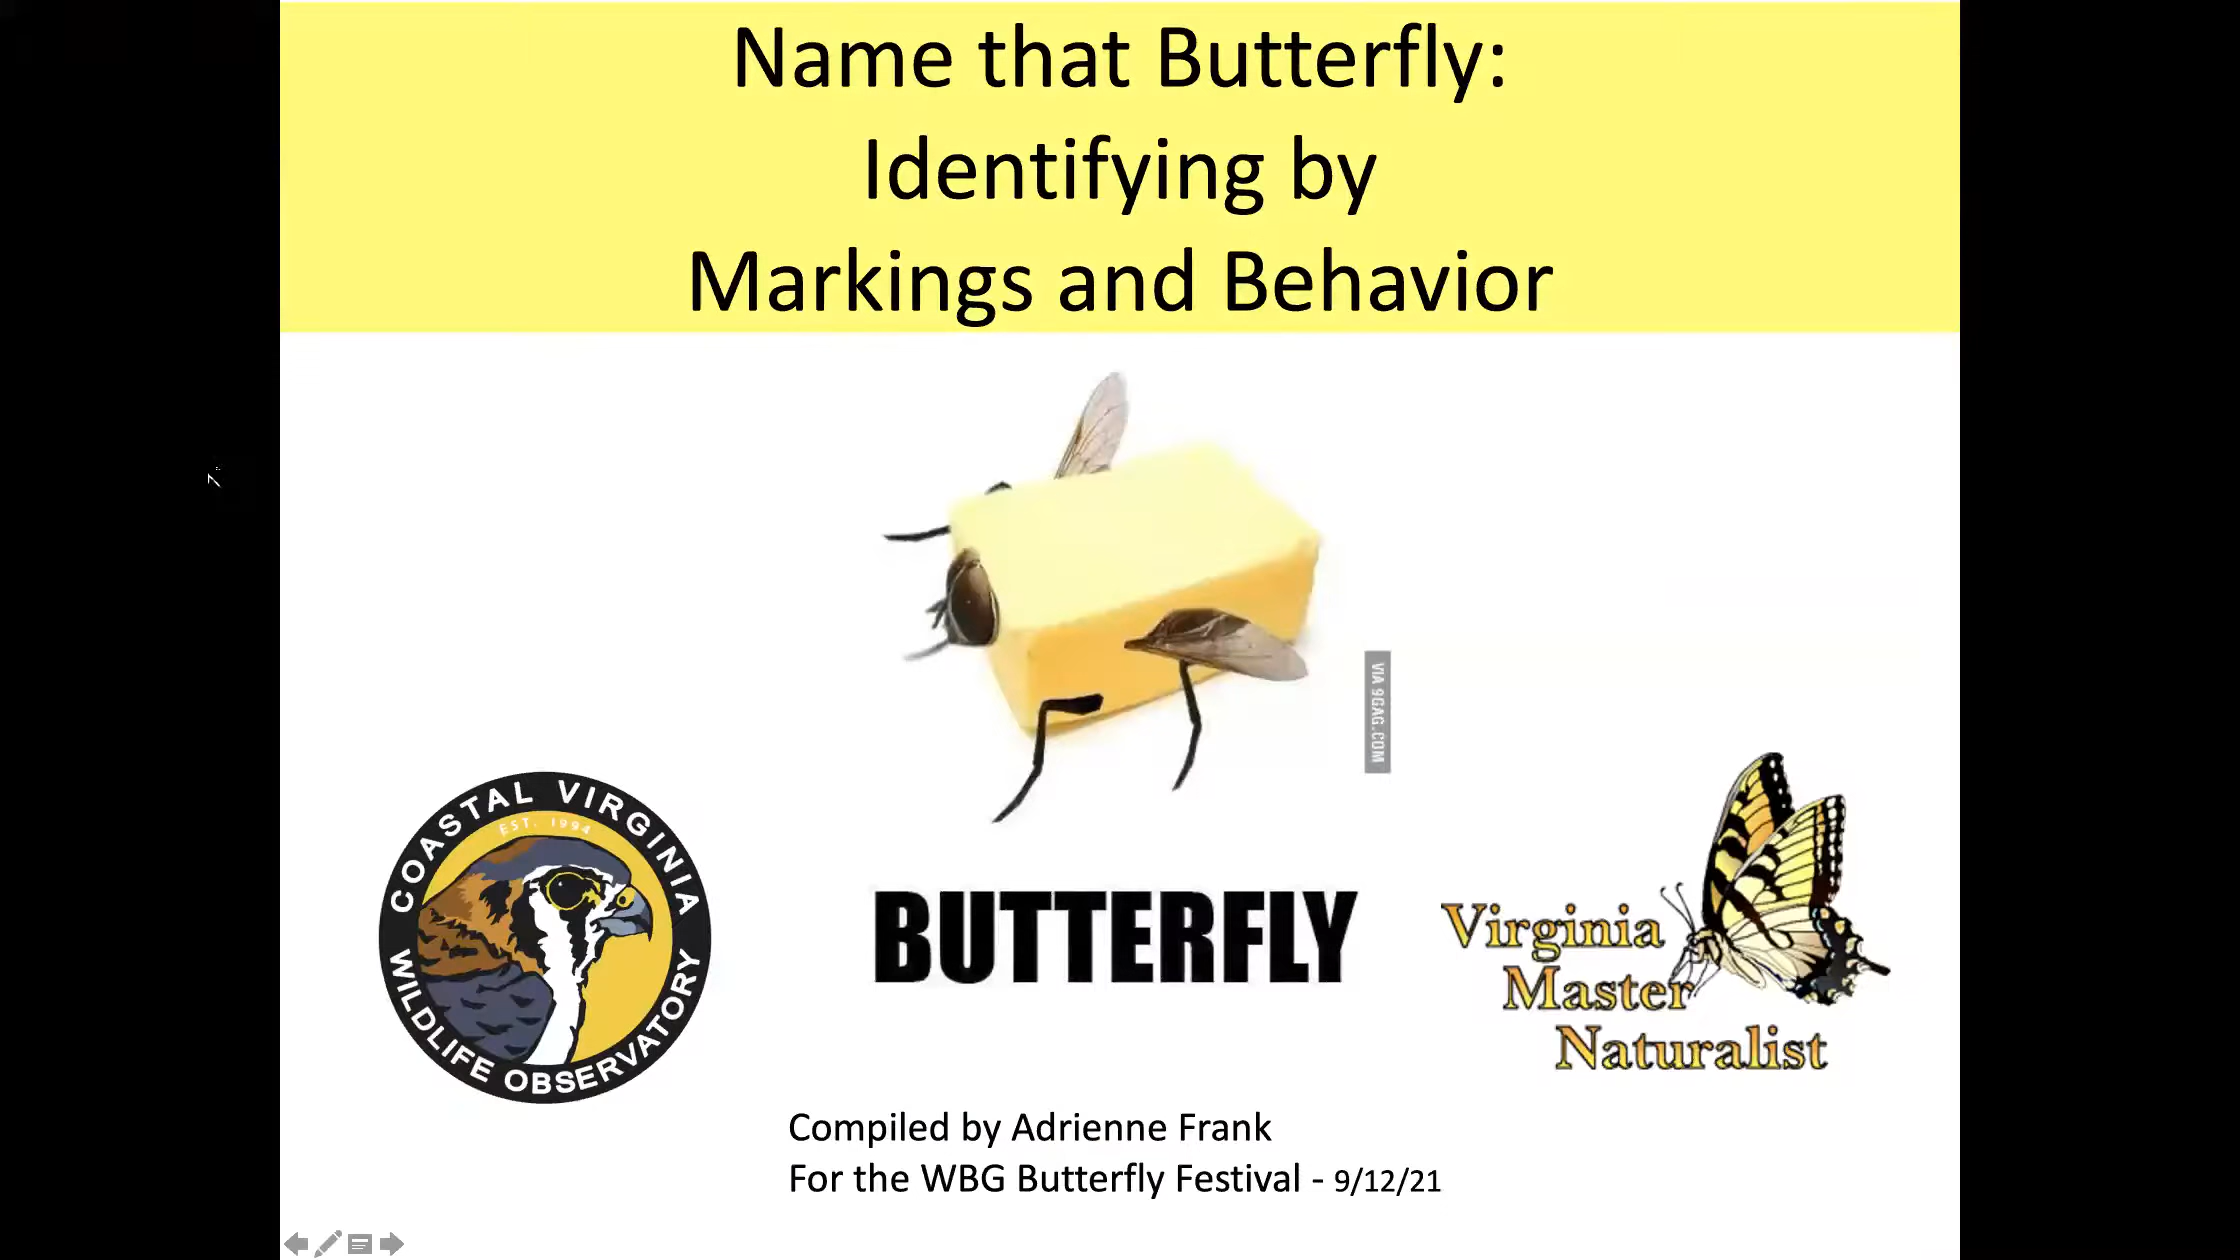 Name that Butterfly:
Identifying by
Markings and Behavior
VIA 9GAG.COM
COASTAL VIRGINIA
EST. 1994
WILDLIFE OBSERVATORY
BUTTERFLY
Virginia
Master
Naturalist
Compiled by Adrienne Frank
For the WBG Butterfly Festival - 9/12/21